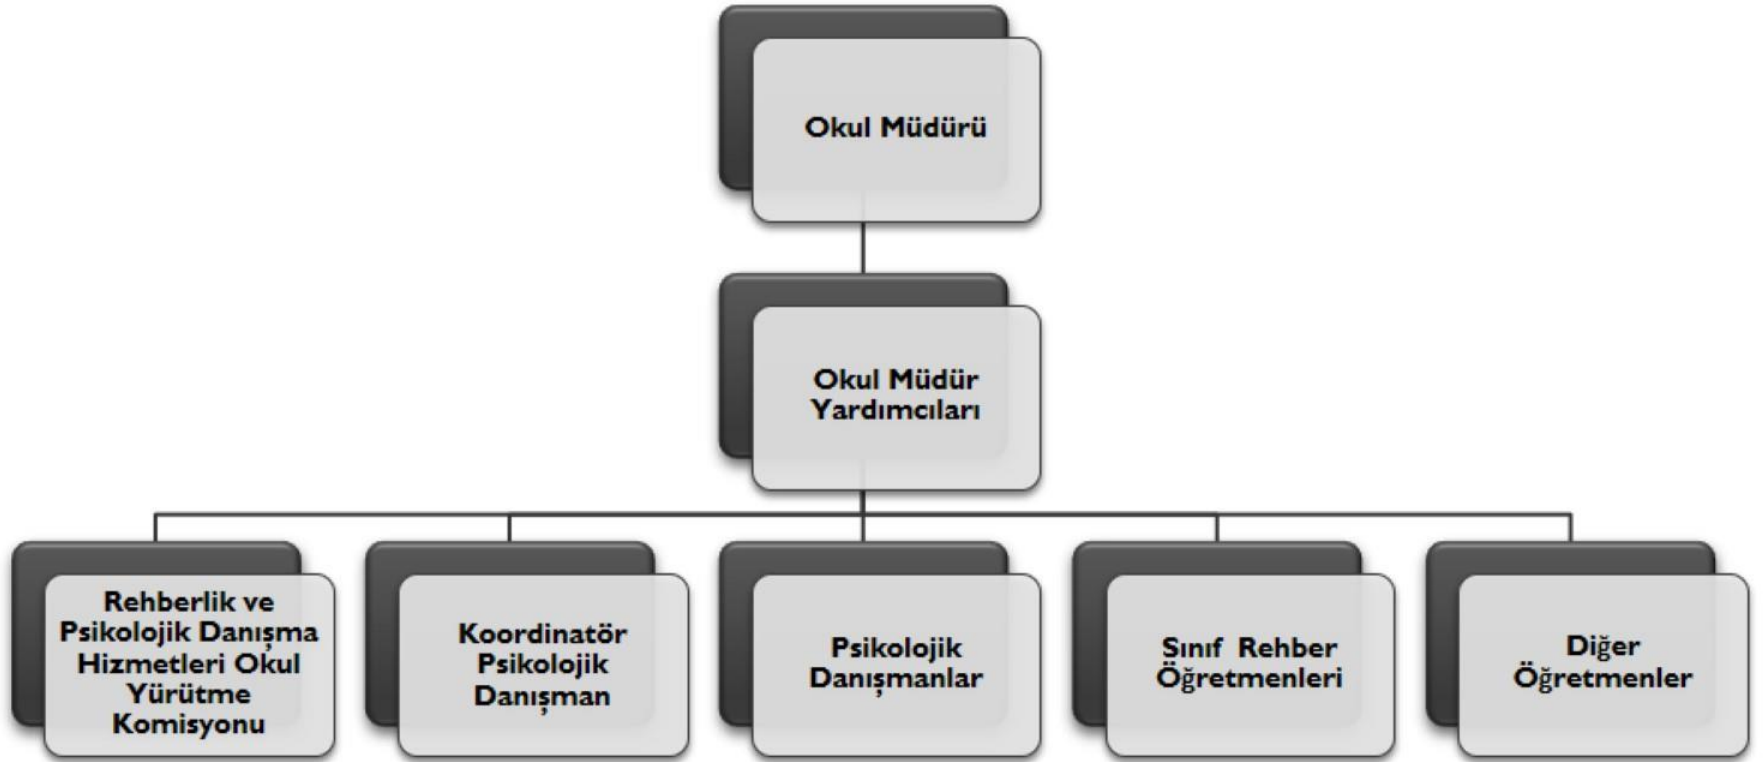 Okul Müdürü
Okul Müdür
Yardımcıları
Rehberlik ve
Psikolojik Danışma
Hizmetleri Okul
Yürütme
Komisyonu
Koordinatör
Psikolojik
Danışman
Psikolojik
Danışmanlar
Sınıf Rehber
Öğretmenleri
Diğer
Öğretmenler